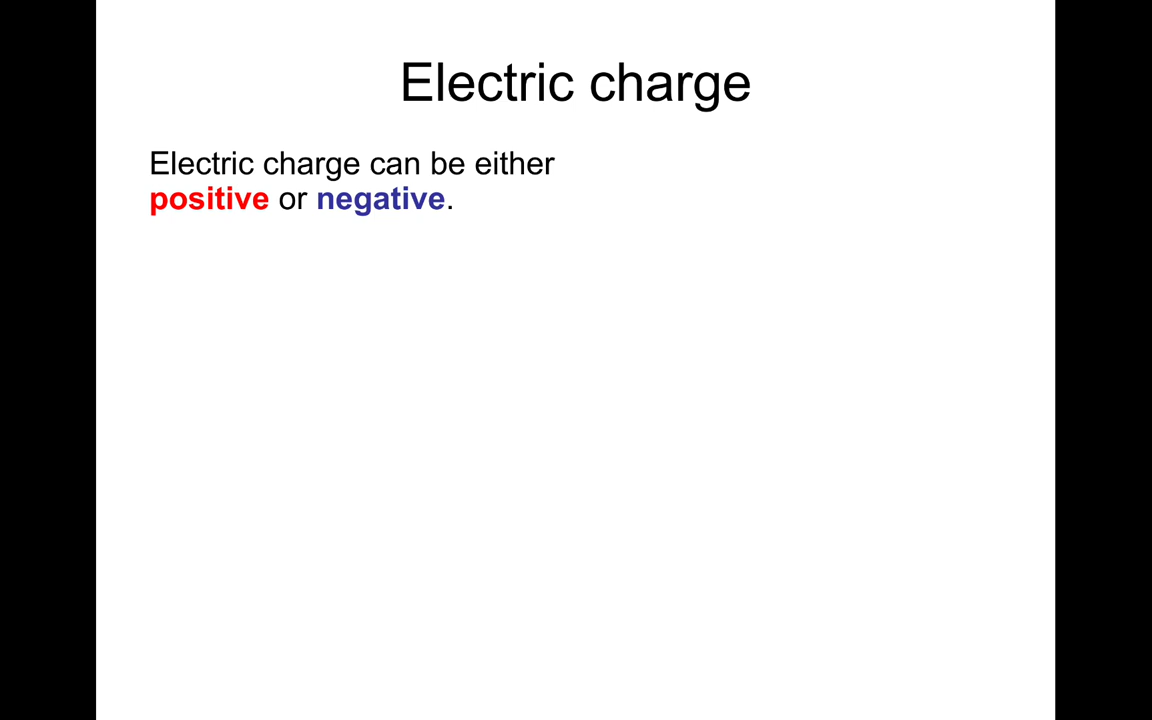 Electric charge
Electric charge can be either
positive or negative.